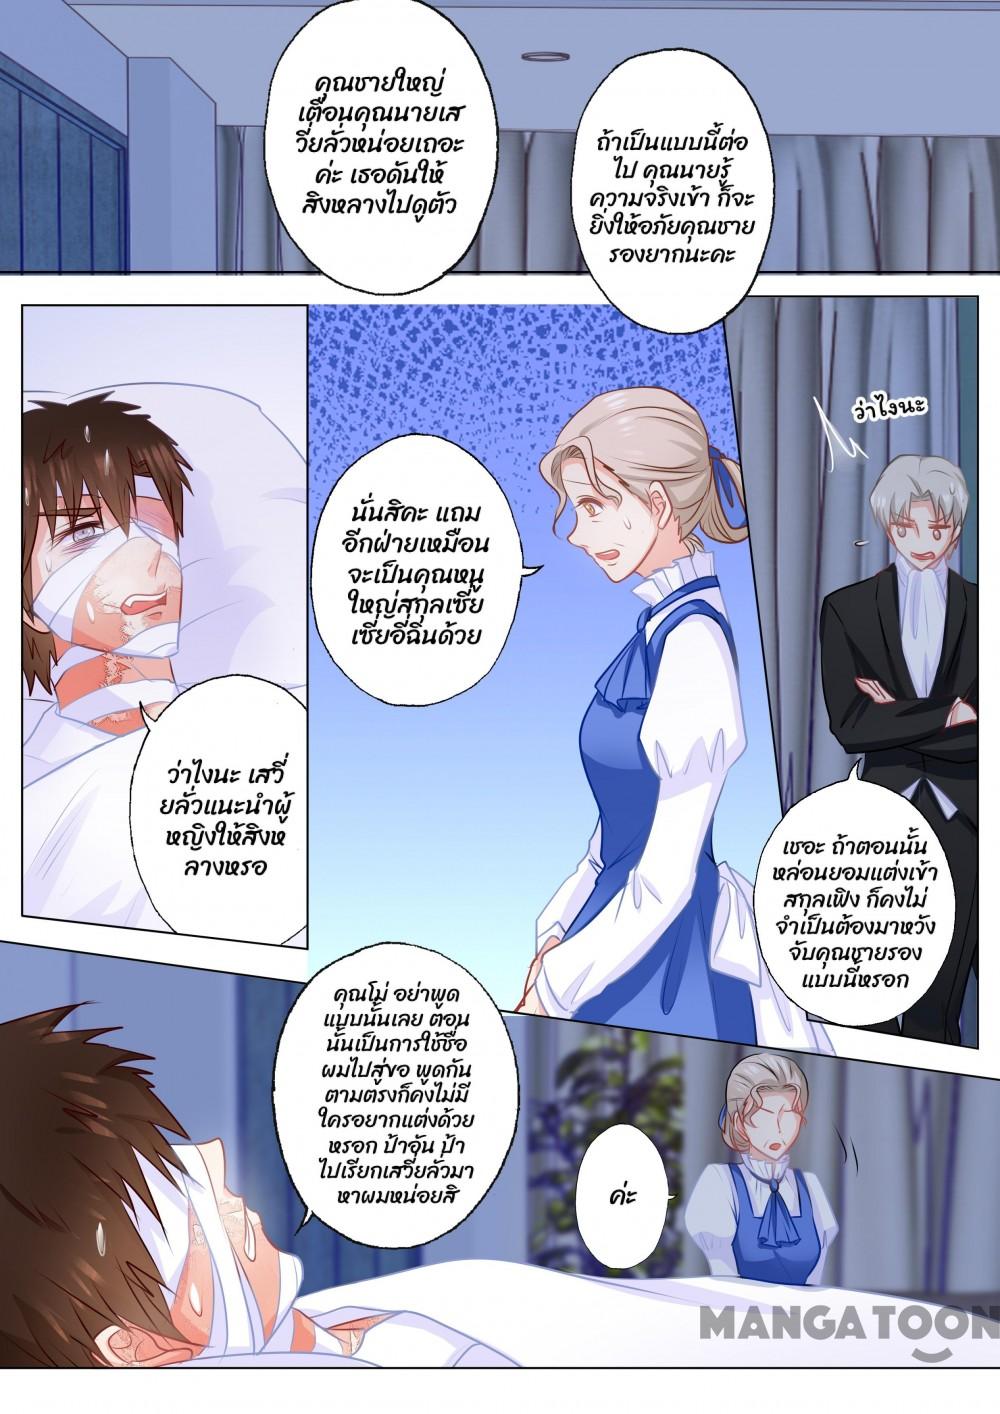 คุณชายใหญ่
เตือนคุณนายเส
วี่ยลั่วหน่อยเถอะ
ค่ะ เธอดันให้
สิงหลางไปดูตัว
ถ้าเป็นแบบนี้ต่อ
ไป คุณนายรู้
ความจริงเข้า ก็จะ
ยิ่งให้อภัยคุณชาย
รองยากนะคะ
ว่าไงนะ
นั่นสิคะ แถม
อีกฝ่ายเหมือน
จะเป็นคุณหนู
ใหญ่สกุลเซี่ย
เซี่ยอี๋ฉินด้วย
ว่าไงนะ เสวี่
ยลั่วแนะนำผู้
หญิงให้สิงห
ลางหรอ
เชอะ ถ้าตอนนั้น
หล่อนยอมแต่งเข้า
สกุลเฟิง ก็คงไม่
จำเป็นต้องมาหวัง
จับคุณชายรอง
แบบนี้หรอก
คุณโม่ อย่าพูด
แบบนั้นเลย ตอน
นั้นเป็นการใช้ชื่อ
ผมไปสู่ขอ พูดกัน
ตามตรงก็คงไม่มี
ใครอยากแต่งด้วย
หรอก ป้าอัน ป้า
ไปเรียกเสวี่ยลั่วมา
หาผมหน่อยสิ
ค่ะ
MANGATOON